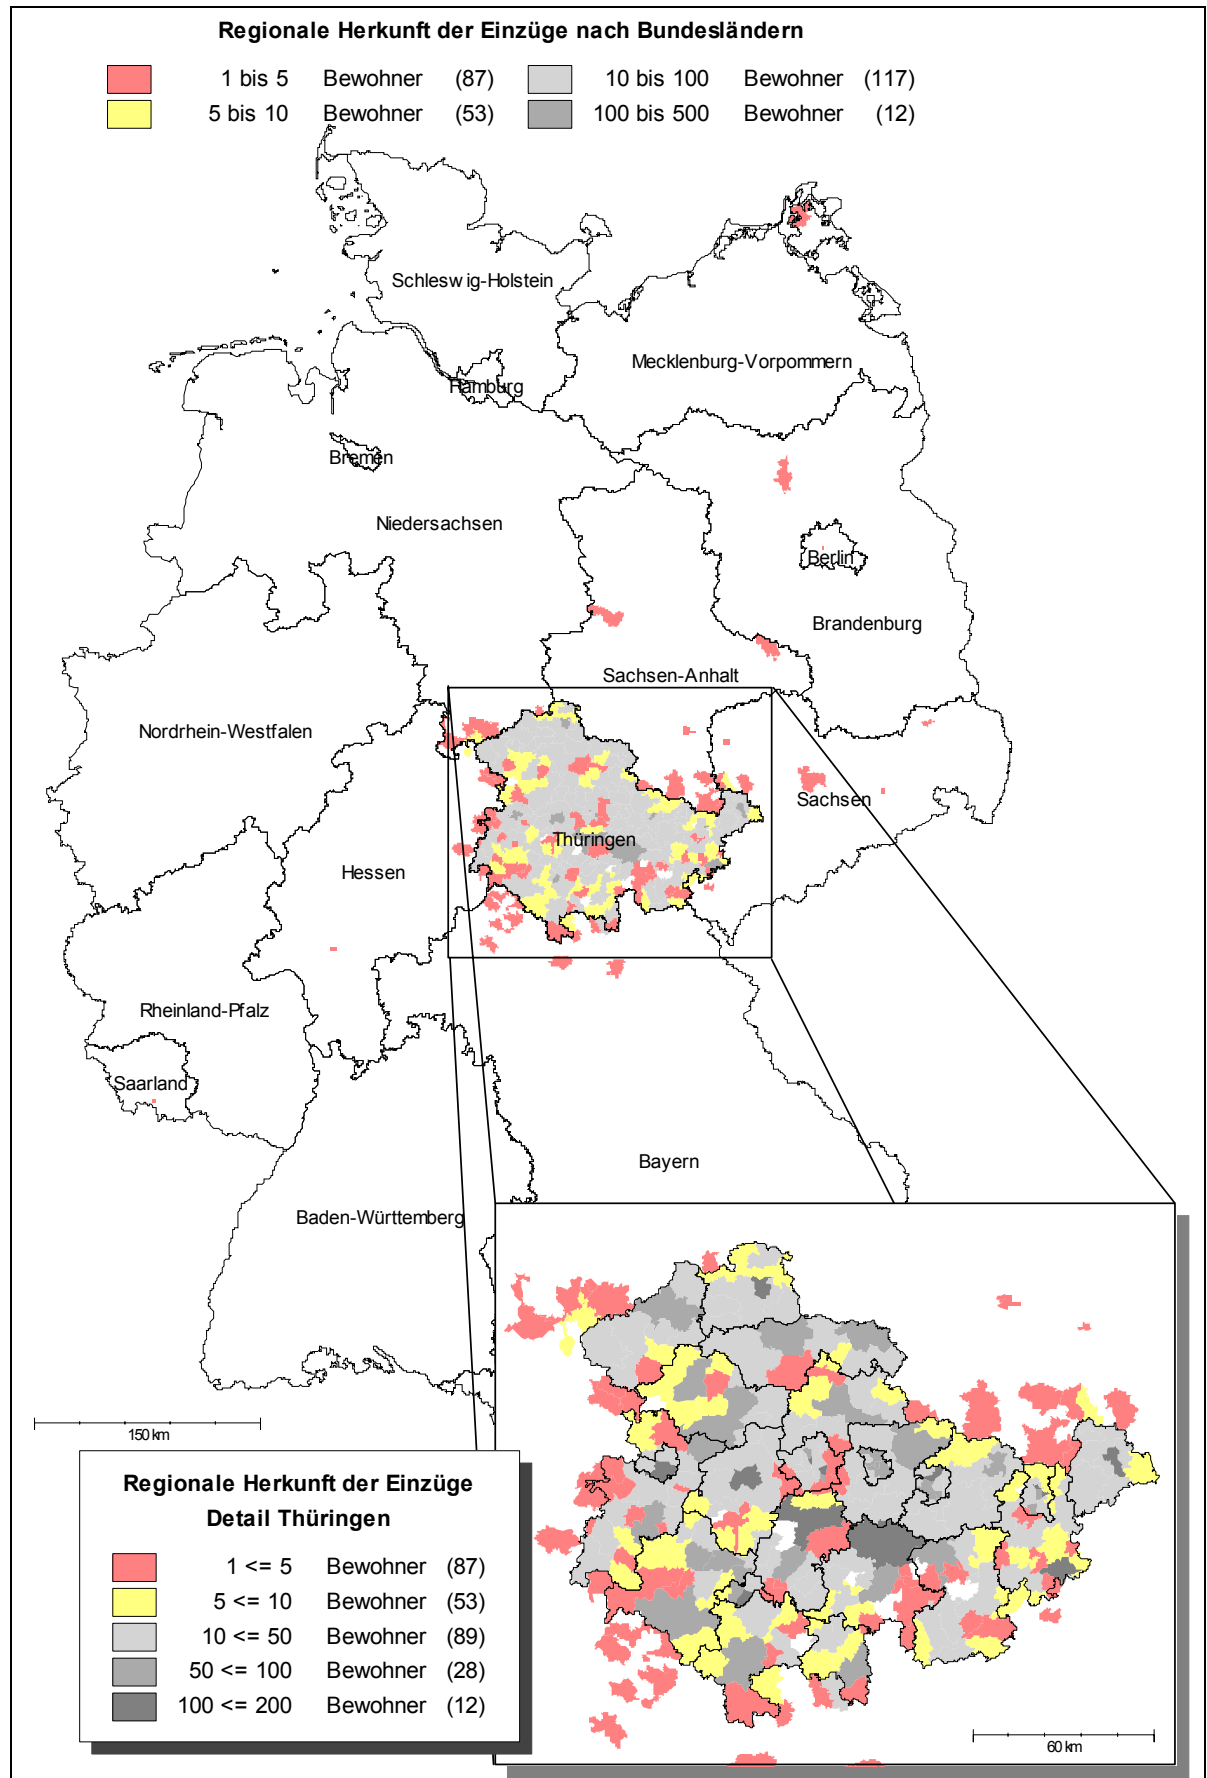 Regionale Herkunft der Einzüge nach Bundesländern
1 bis 5 Bewohner (87) 10 bis 100 Bewohner (117)
5 bis 10 Bewohner (53) 100 bis 500 Bewohner (12)
Schleswig-Holstein
Mecklenburg-Vorpommern
Hamburg
Bremen
Niedersachsen
Berlin
Brandenburg
Sachsen-Anhalt
Nordrhein-Westfalen
Sachsen
Thüringen
Hessen
Rheinland-Pfalz
Saarland
Bayern
Baden-Württemberg
150 km
Regionale Herkunft der Einzüge
Detail Thüringen
1 <= 5 Bewohner (87)
5 <= 10 Bewohner (53)
10 <= 50 Bewohner (89)
50 <= 100 Bewohner (28)
100 <= 200 Bewohner (12)
60 km